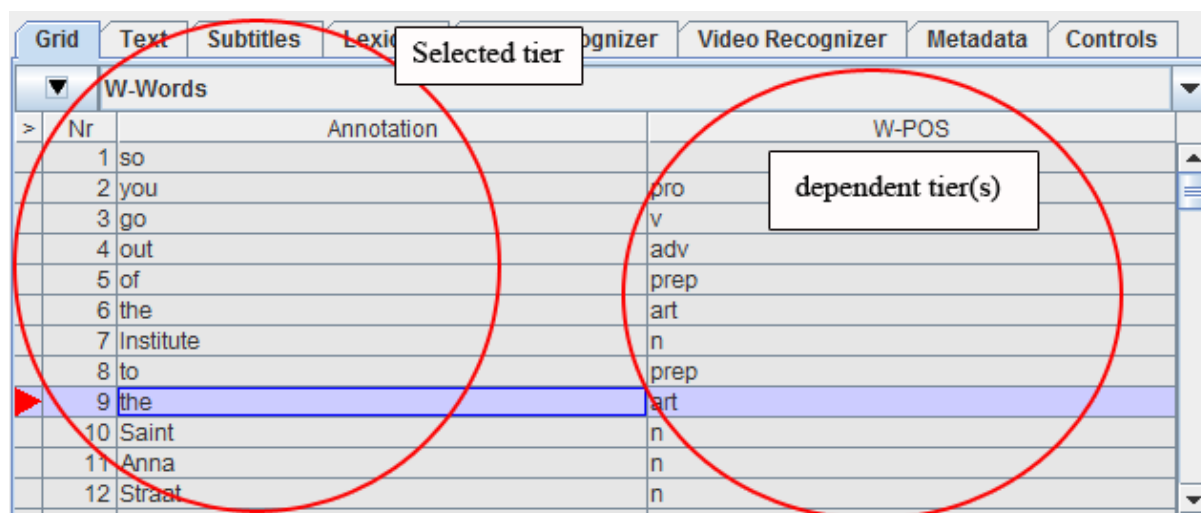 Grid Text Subtitles ognizer Video Recognizer Metadata Controls
Selected tier
W-Words
> Nr Annotation W-POS
1 so
dependent tier(s)
2 you pro
3 go v
4 out adv
5 of prep
6 the art
7 Institute n
8 to prep
9 the art
10 Saint n
11 Anna n
12 Straat n